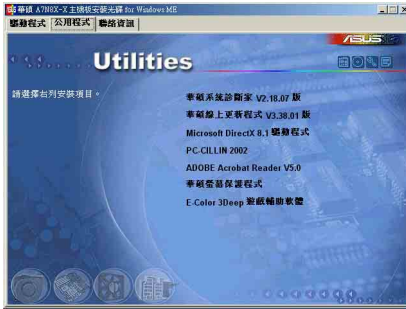 華碩 A7N8X-X 主機板安裝光碟 for Windows ME
驅動程式 公用程式 聯絡資訊
ASUS
Utilities
請選擇右列安裝項目。
華碩系統診斷家 V2.18.07 版
華碩線上更新程式 V3.38.01 版
Microsoft DirectX 8.1 驅動程式
PC-CILLIN 2002
ADOBE Acrobat Reader V5.0
華碩螢幕保護程式
E-Color 3Deep 遊戲輔助軟體